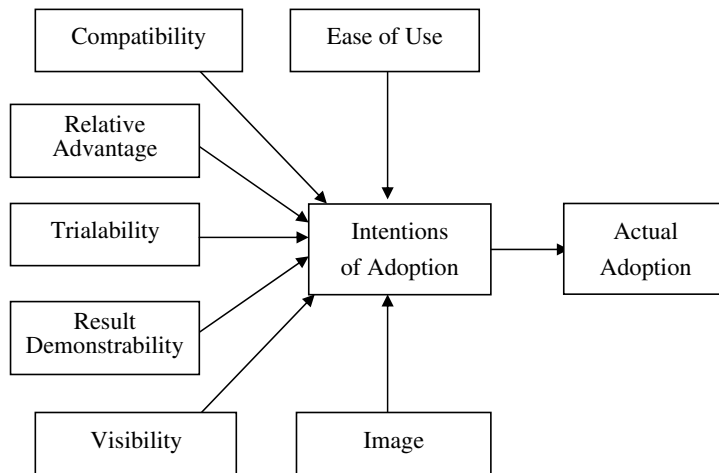 Compatibility
Ease of Use
Relative
Advantage
Trialability
Intentions
of Adoption
Actual
Adoption
Result
Demonstrability
Visibility
Image